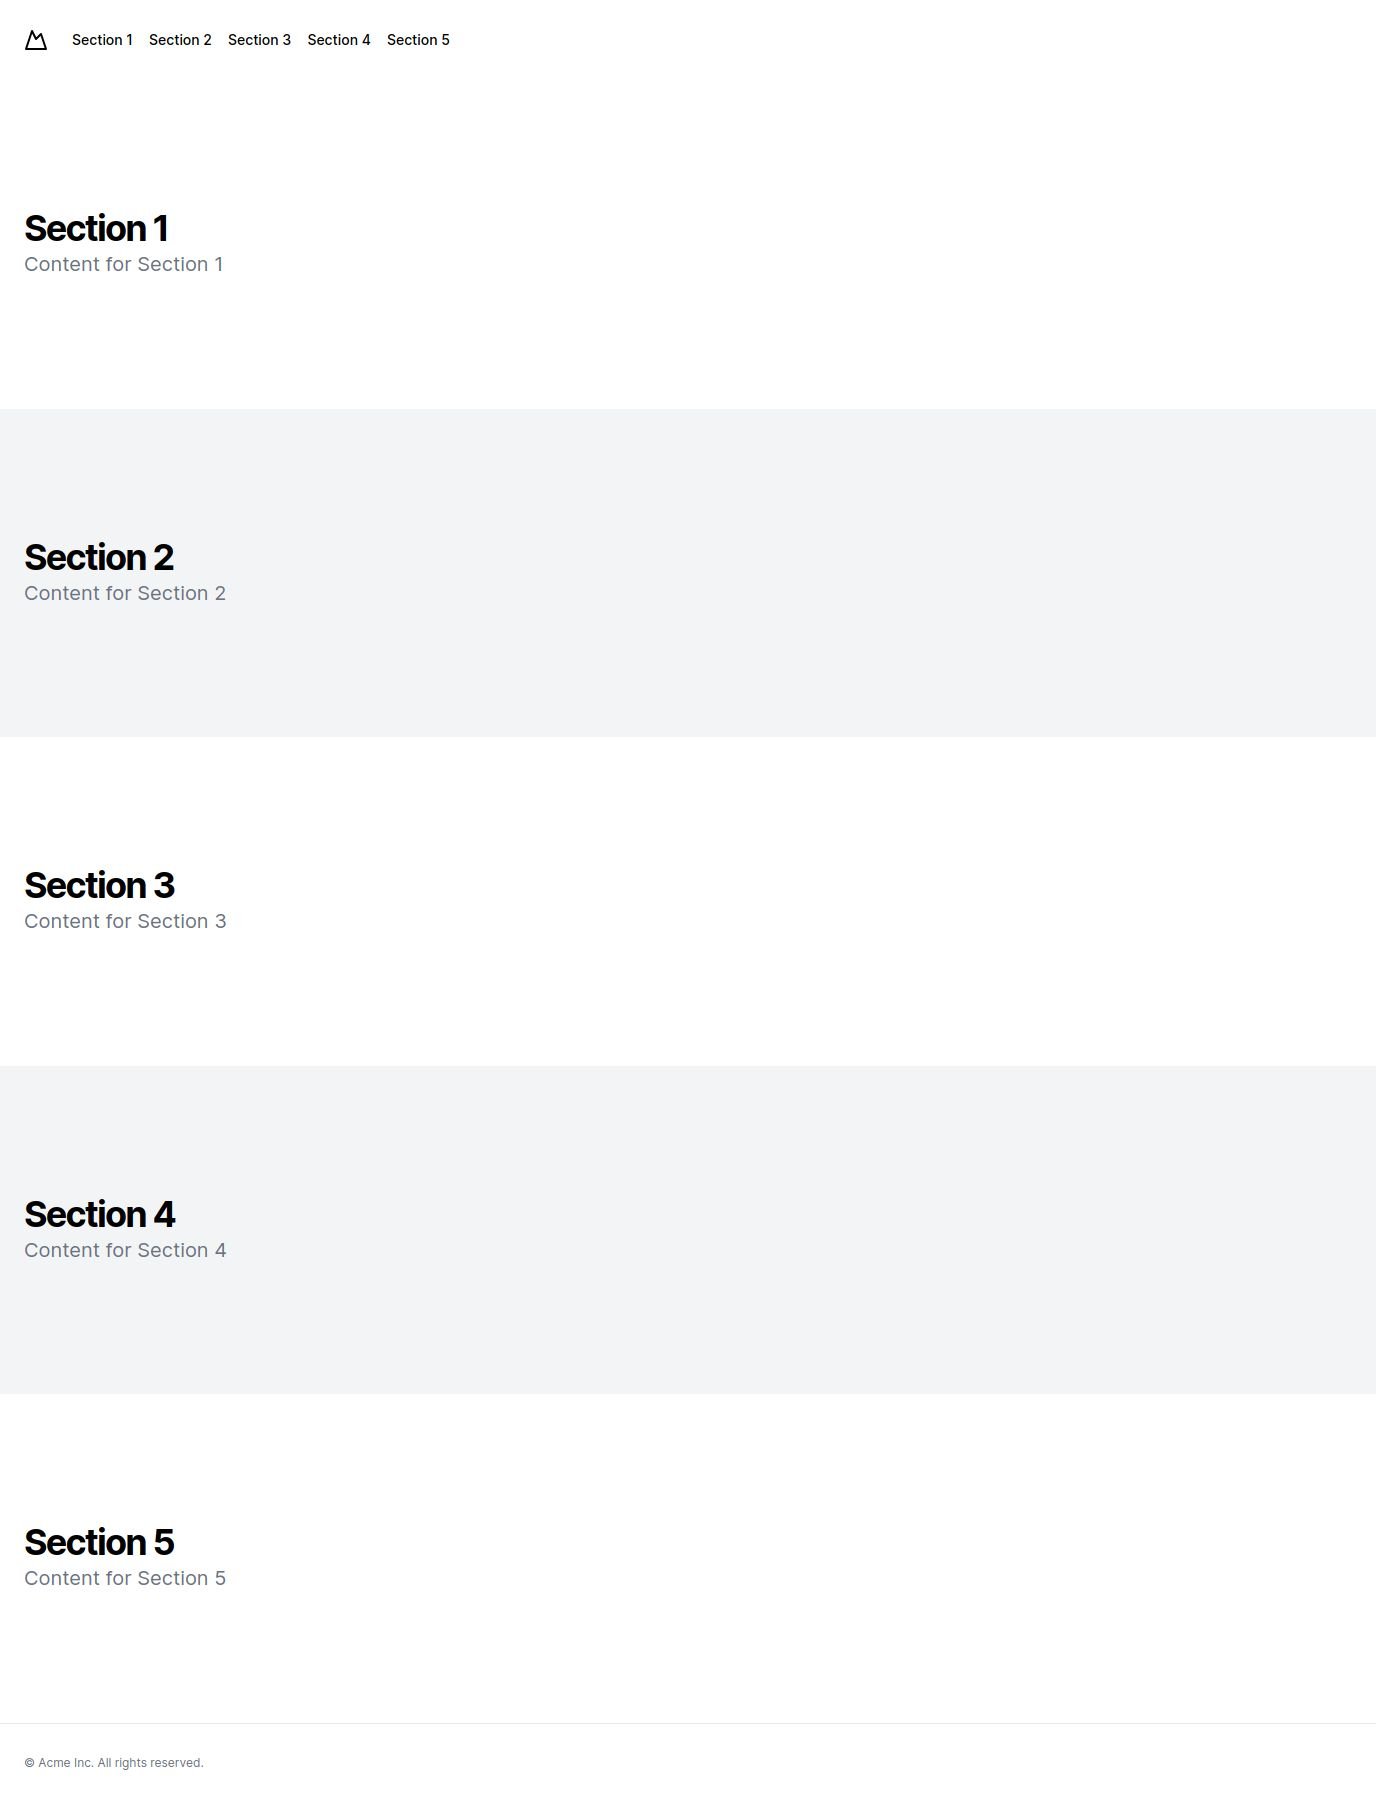 Section 1 Section 2 Section 3 Section 4 Section 5
Section 1
Content for Section 1
Section 2
Content for Section 2
Section 3
Content for Section 3
Section 4
Content for Section 4
Section 5
Content for Section 5
© Acme Inc. All rights reserved.